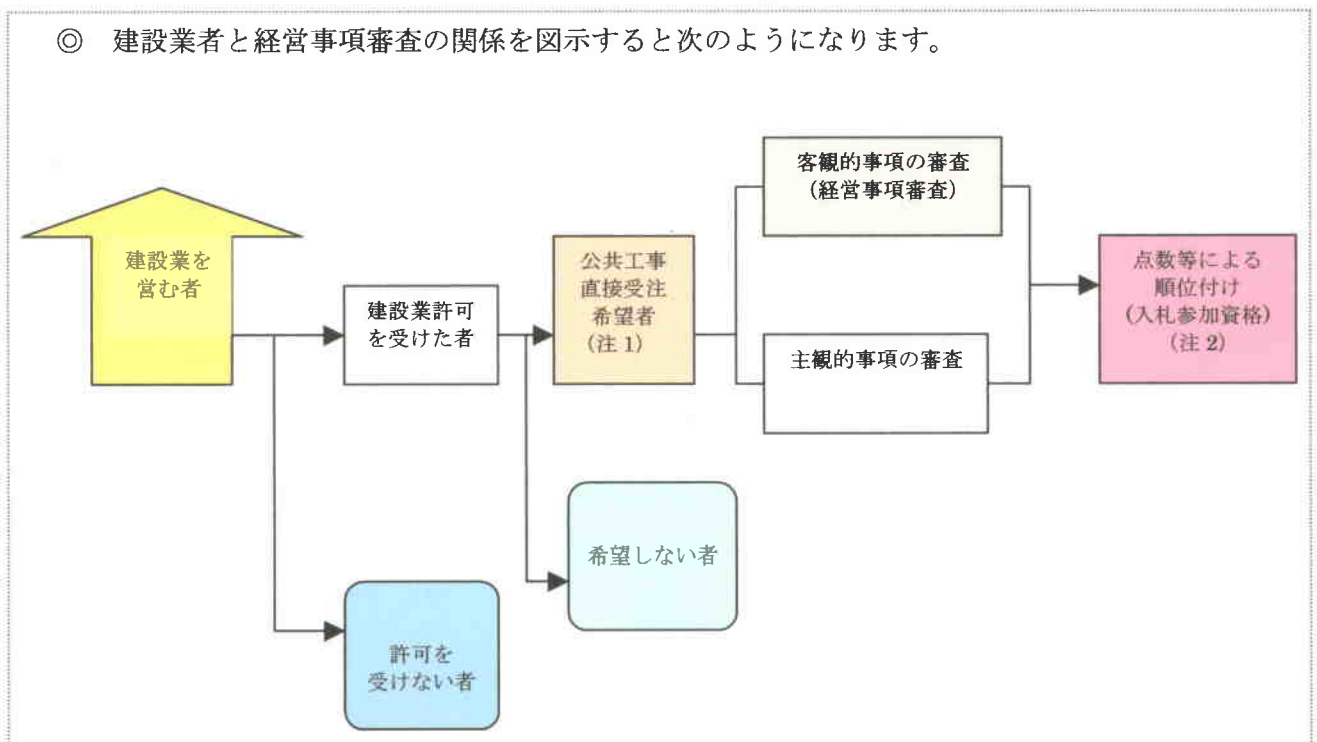 ◎ 建設業者と経営事項審査の関係を図示すると次のようになります。
建設業を
営む者
建設業許可
を受けた者
公共工事
直接受注
希望者
（注1）
客観的事項の審査
（経営事項審査）
主観的事項の審査
点数等による
順位付け
（入札参加資格）
（注2）
希望しない者
許可を
受けない者